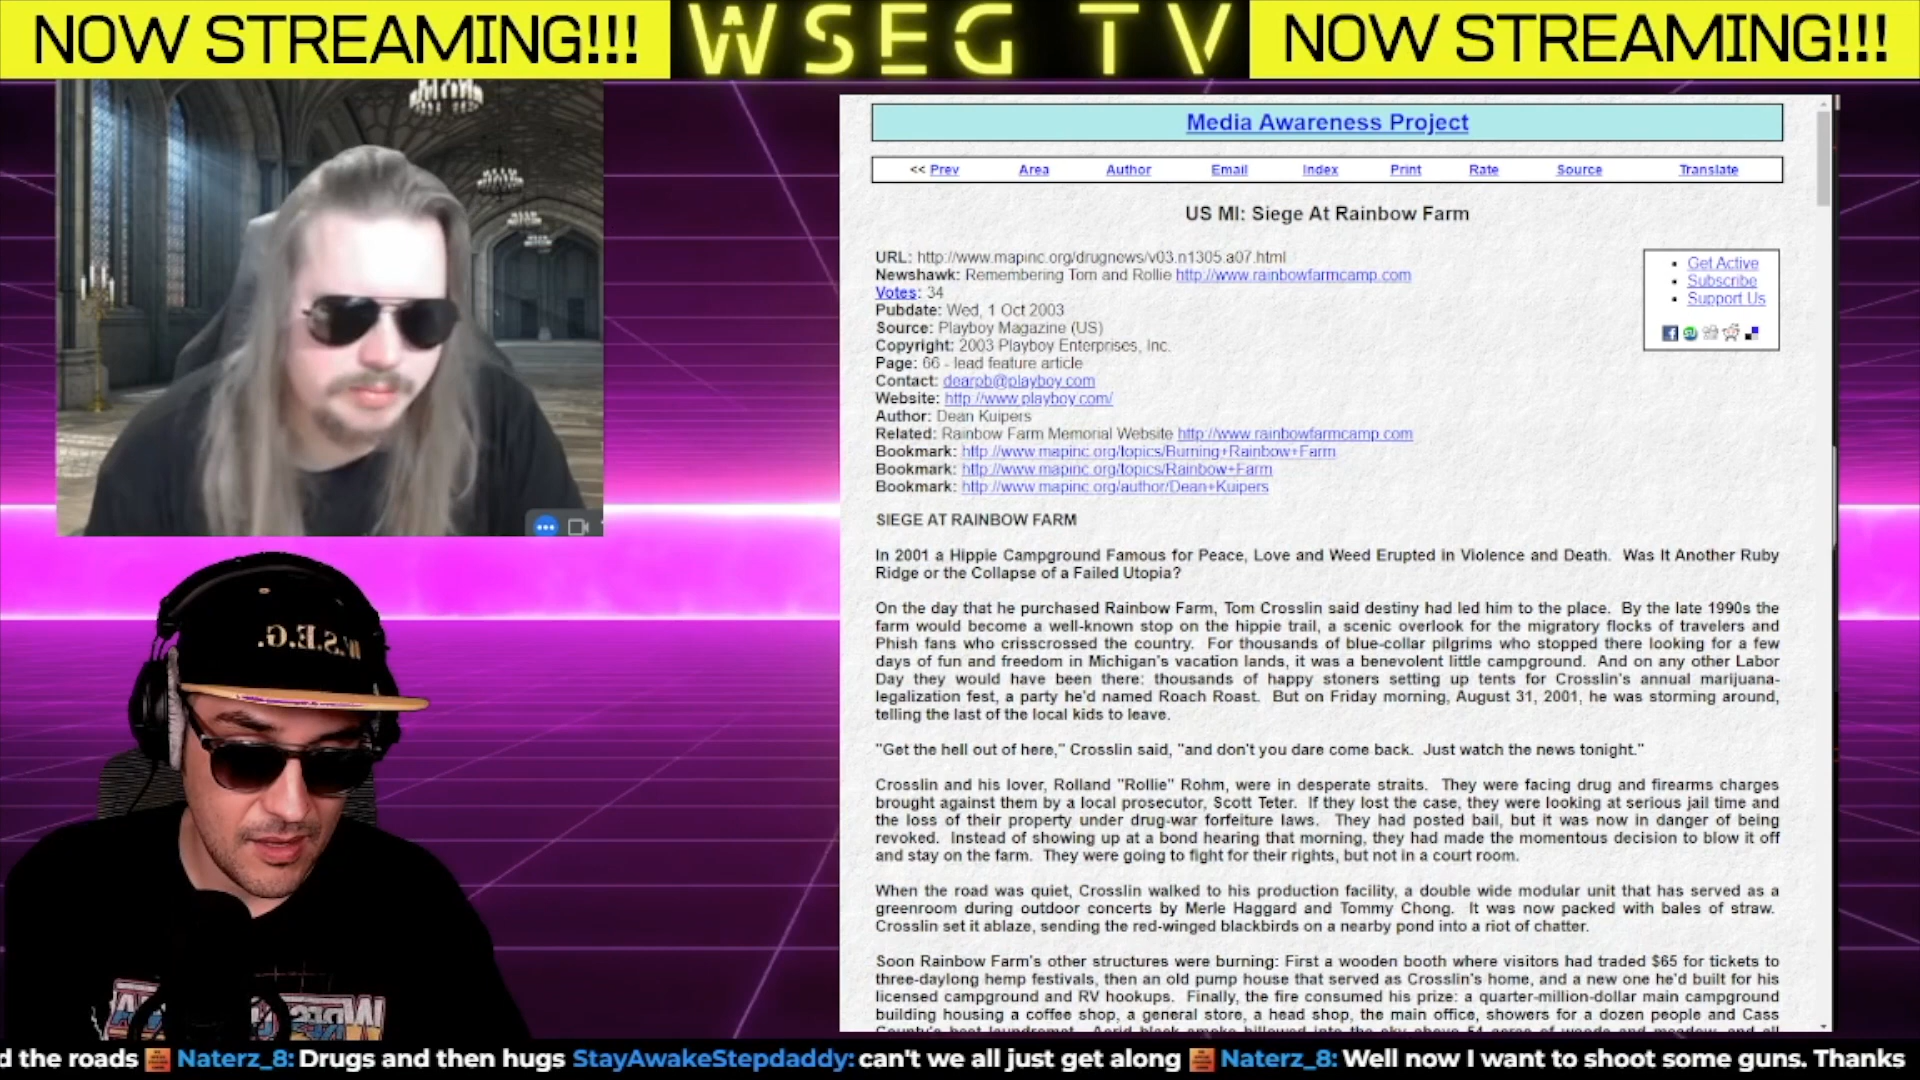 NOW STREAMING!!!
WSEG TV
NOW STREAMING!!!
Media Awareness Project
<< Prev Area Author Email Index Print Rate Source Translate
US MI: Siege At Rainbow Farm
URL: http://www.mapinc.org/drugnews/v03.n1305.a07.html
Newshawk: Remembering Tom and Rollie http://www.rainbowfarmcamp.com
Votes: 34
Pubdate: Wed, 1 Oct 2003
Source: Playboy Magazine (US)
Copyright: 2003 Playboy Enterprises, Inc.
Page: 66 - lead feature article
Contact: dearpb@playboy.com
Website: http://www.playboy.com/
Author: Dean Kuipers
Related: Rainbow Farm Memorial Website http://www.rainbowfarmcamp.com
Bookmark: http://www.mapinc.org/topics/Burning+Rainbow+Farm
Bookmark: http://www.mapinc.org/topics/Rainbow+Farm
Bookmark: http://www.mapinc.org/author/Dean+Kuipers
Get Active
Subscribe
Support Us
SIEGE AT RAINBOW FARM
In 2001 a Hippie Campground Famous for Peace, Love and Weed Erupted in Violence and Death. Was It Another Ruby
Ridge or the Collapse of a Failed Utopia?
On the day that he purchased Rainbow Farm, Tom Crosslin said destiny had led him to the place. By the late 1990s the
farm would become a well-known stop on the hippie trail, a scenic overlook for the migratory flocks of travelers and
Phish fans who crisscrossed the country. For thousands of blue-collar pilgrims who stopped there looking for a few
days of fun and freedom in Michigan's vacation lands, it was a benevolent little campground. And on any other Labor
Day they would have been there: thousands of happy stoners setting up tents for Crosslin's annual marijuana-
legalization fest, a party he'd named Roach Roast. But on Friday morning, August 31, 2001, he was storming around,
telling the last of the local kids to leave.
"Get the hell out of here," Crosslin said, "and don't you dare come back. Just watch the news tonight."
Crosslin and his lover, Rolland "Rollie" Rohm, were in desperate straits. They were facing drug and firearms charges
brought against them by a local prosecutor, Scott Teter. If they lost the case, they were looking at serious jail time and
the loss of their property under drug-war forfeiture laws. They had posted bail, but it was now in danger of being
revoked. Instead of showing up at a bond hearing that morning, they had made the momentous decision to blow it off
and stay on the farm. They were going to fight for their rights, but not in a court room.
When the road was quiet, Crosslin walked to his production facility, a double wide modular unit that has served as a
greenroom during outdoor concerts by Merle Haggard and Tommy Chong. It was now packed with bales of straw.
Crosslin set it ablaze, sending the red-winged blackbirds on a nearby pond into a riot of chatter.
Soon Rainbow Farm's other structures were burning: First a wooden booth where visitors had traded $65 for tickets to
three-daylong hemp festivals, then an old pump house that served as Crosslin's home, and a new one he'd built for his
licensed campground and RV hookups. Finally, the fire consumed his prize: a quarter-million-dollar main campground
building housing a coffee shop, a general store, a head shop, the main office, showers for a dozen people and Cass
W.S.E.G.
d the roads Naterz_8: Drugs and then hugs StayAwakeStepdaddy: can't we all just get along Naterz_8: Well now I want to shoot some guns. Thanks